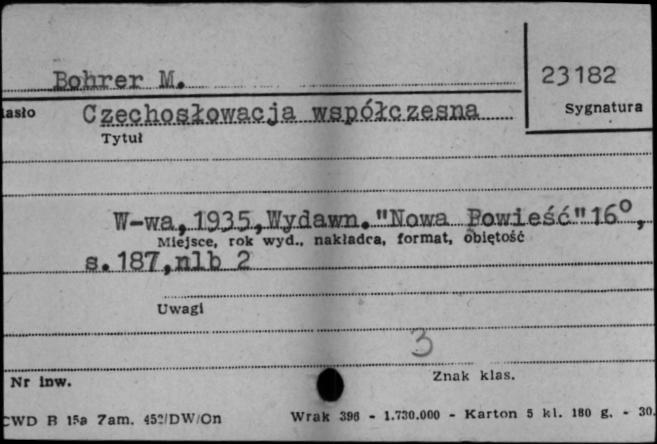 Bohrer M.
23182
asło Czechosłowacja współczesna
Sygnatura
Tytuł
W-wa,1935,Wydawn."Nowa Powieść"16°,
Miejsce, rok wyd., nakładca, format, objętość
s.187,nlb 2
Uwagi
3
Nr inw.
Znak klas.
CWD B 15a Zam. 452/DW/Gn Wrak 396 - 1.730.000 - Karton 5 kl. 180 g. - 30.